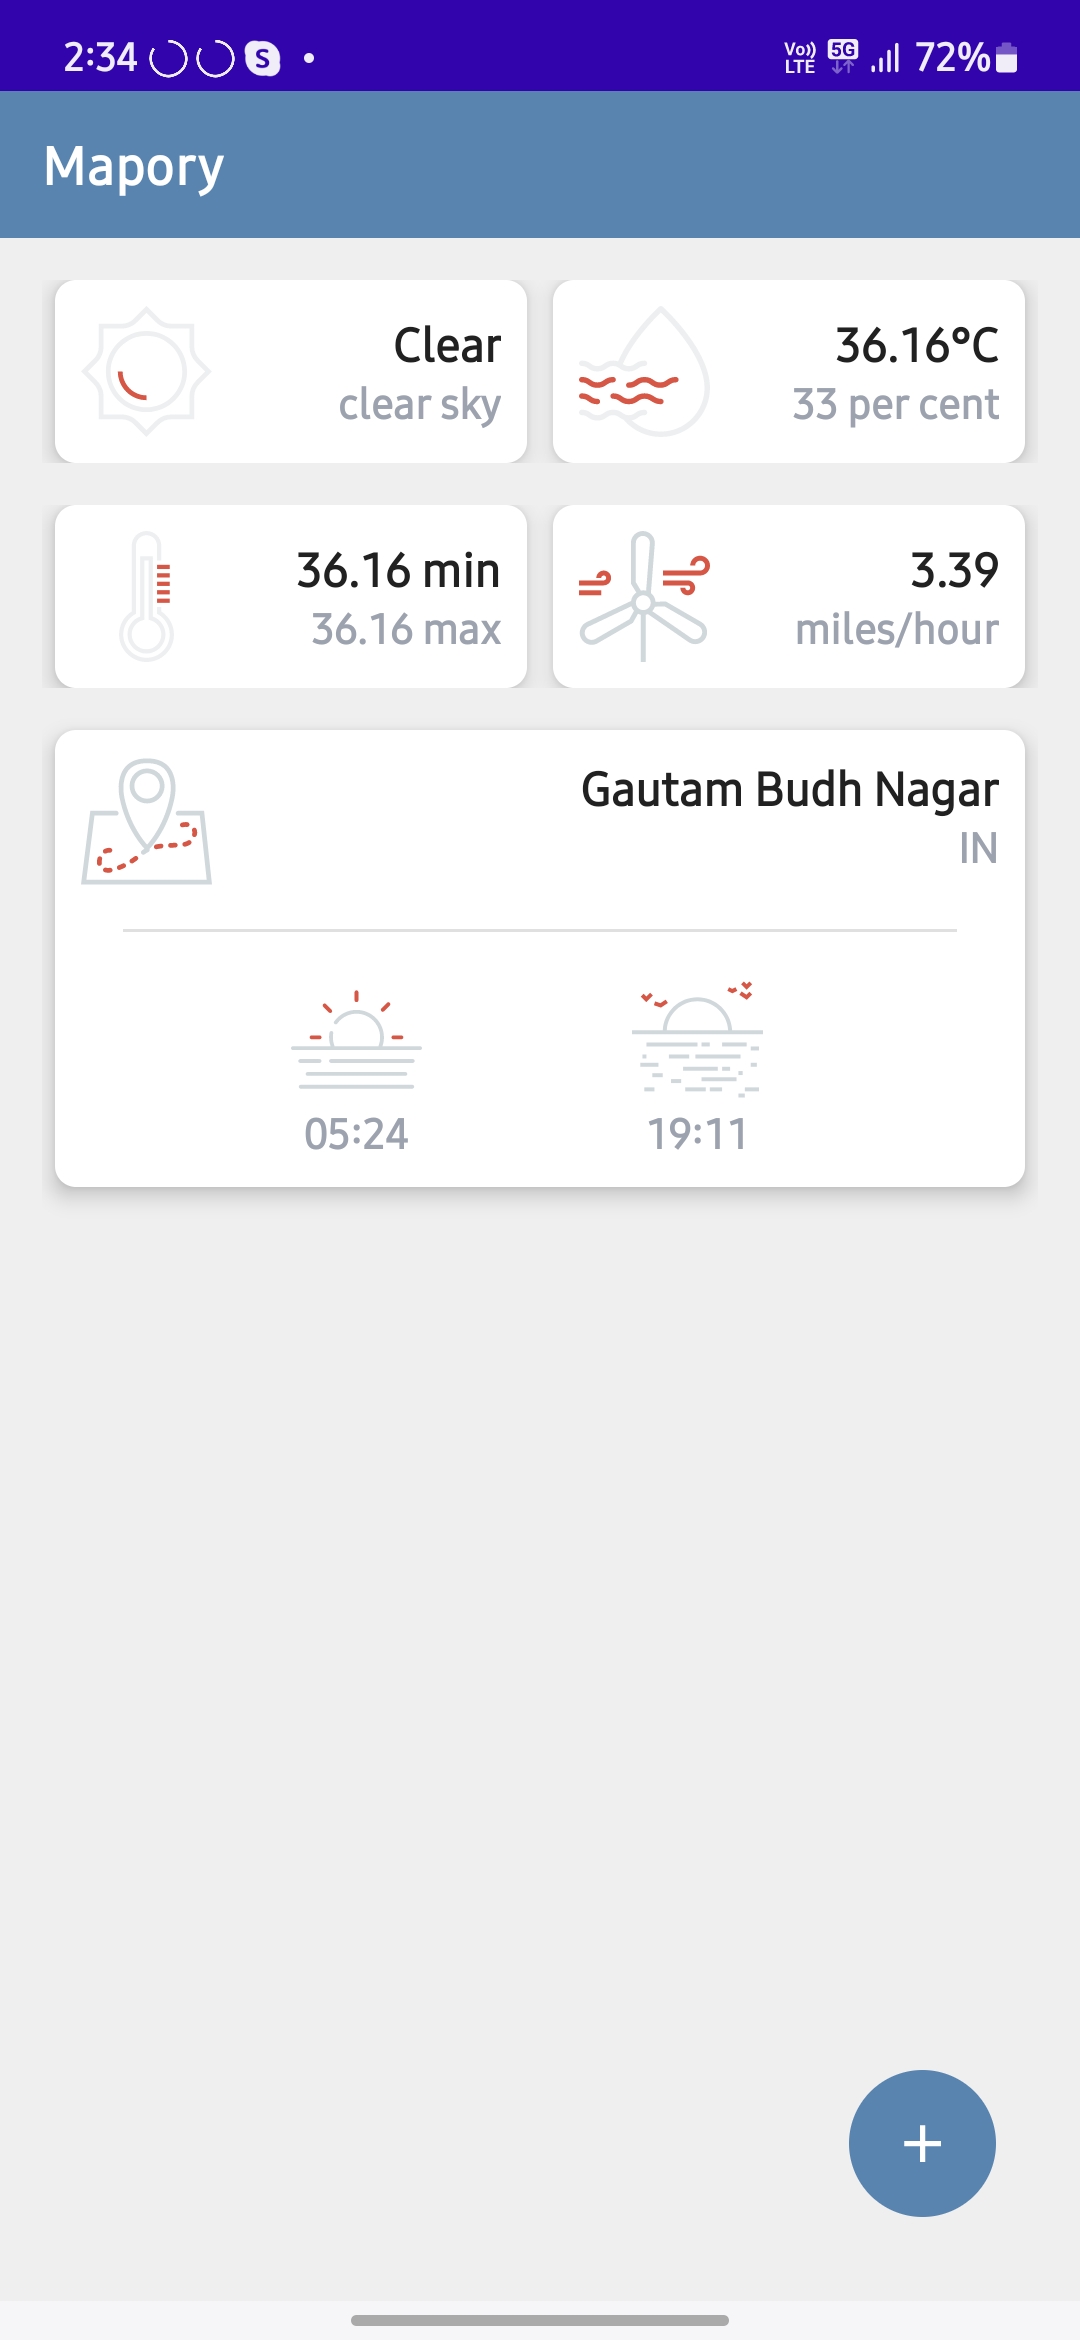 2:34 S Vo)) LTE 5G 72%
Mapory
Clear
clear sky
36.16°C
33 per cent
36.16 min
36.16 max
3.39
miles/hour
Gautam Budh Nagar
IN
05:24
19:11
+